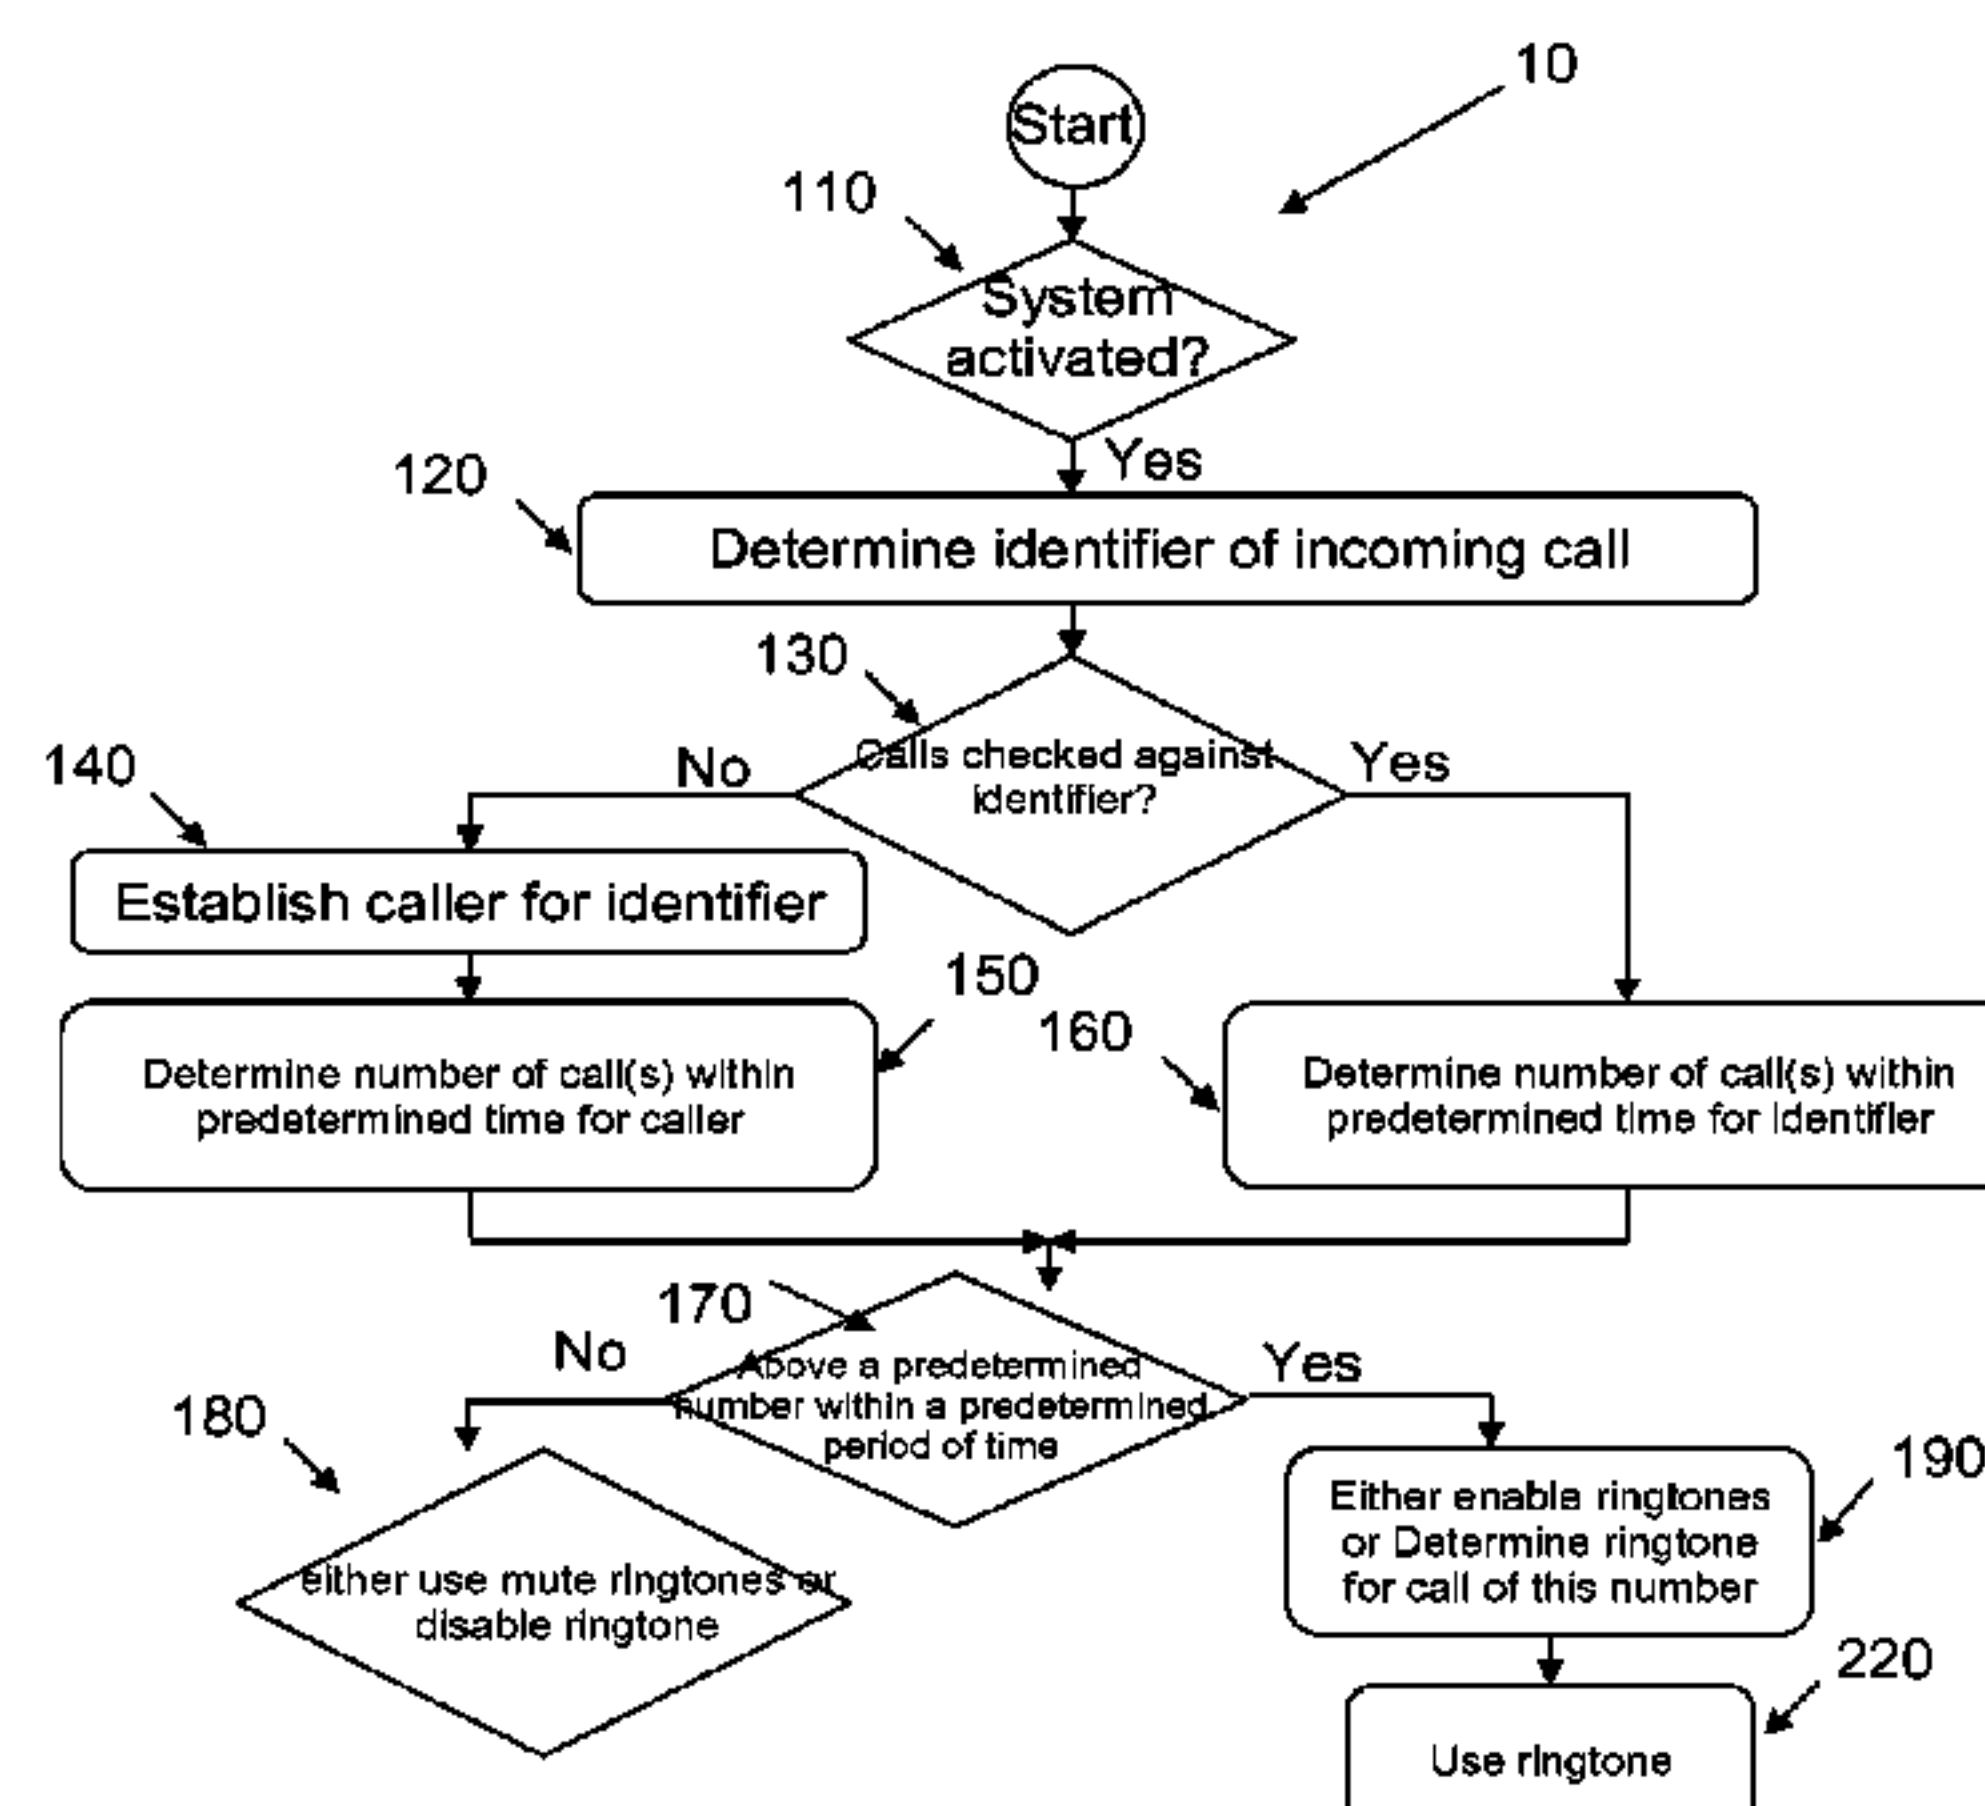 10
Start
110
System
activated?
Yes
120
Determine identifier of incoming call
130
Calls checked against
identifier?
No
Yes
140
Establish caller for identifier
150
160
Determine number of call(s) within
predetermined time for caller
Determine number of call(s) within
predetermined time for identifier
170
No
Yes
Above a predetermined
number within a predetermined
period of time
180
190
Either enable ringtones
or Determine ringtone
for call of this number
either use mute ringtones or
disable ringtone
220
Use ringtone